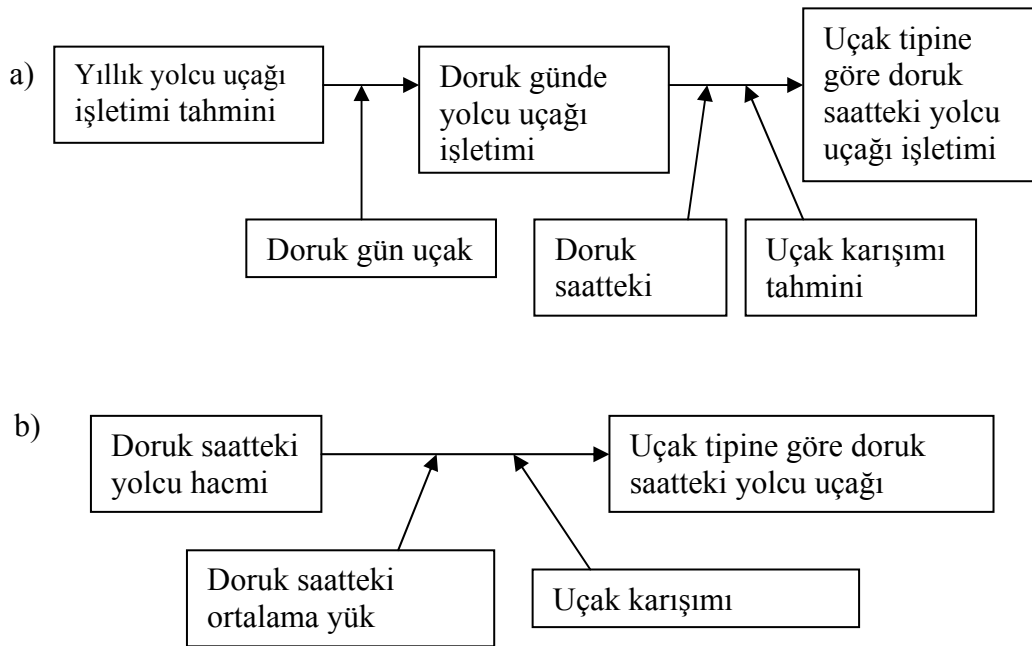 a)
Yıllık yolcu uçağı
işletimi tahmini
Doruk günde
yolcu uçağı
işletimi
Uçak tipine
göre doruk
saatteki yolcu
uçağı işletimi
Doruk gün uçak
Doruk
saatteki
Uçak karışımı
tahmini
b)
Doruk saatteki
yolcu hacmi
Uçak tipine göre doruk
saatteki yolcu uçağı
Doruk saatteki
ortalama yük
Uçak karışımı